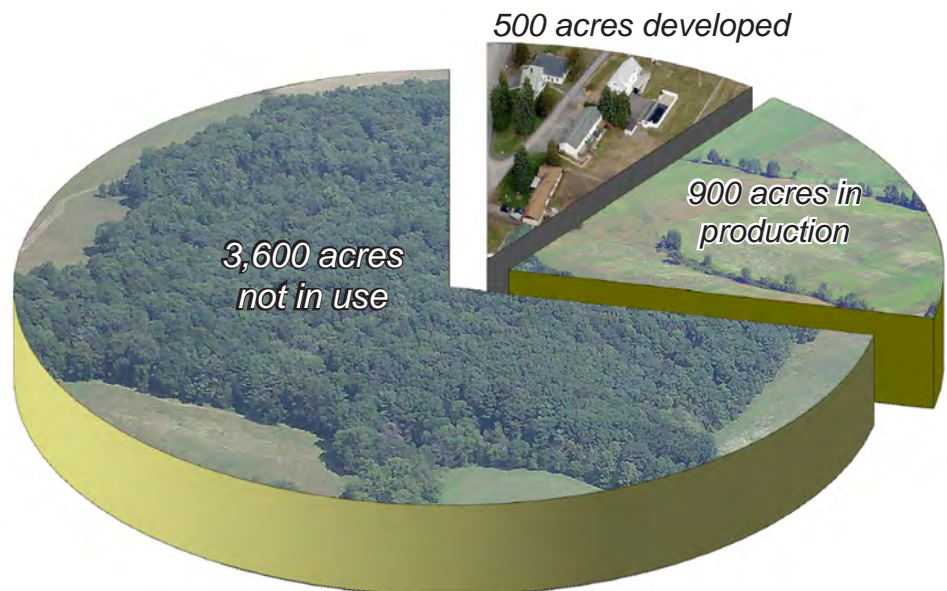 500 acres developed
900 acres in
production
3,600 acres
not in use